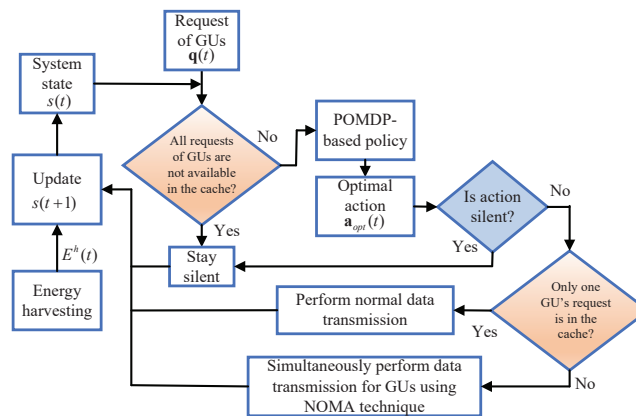 Request
of GUs
q(t)
System
state
s(t)
All requests
of GUs are
not available
in the cache?
No
POMDP-
based policy
Optimal
action
a_opt(t)
Is action
silent?
No
Yes
Yes
Update
s(t+1)
E^h(t)
Energy
harvesting
Stay
silent
Perform normal data
transmission
Only one
GU's request
is in the
cache?
Yes
No
Simultaneously perform data
transmission for GUs using
NOMA technique